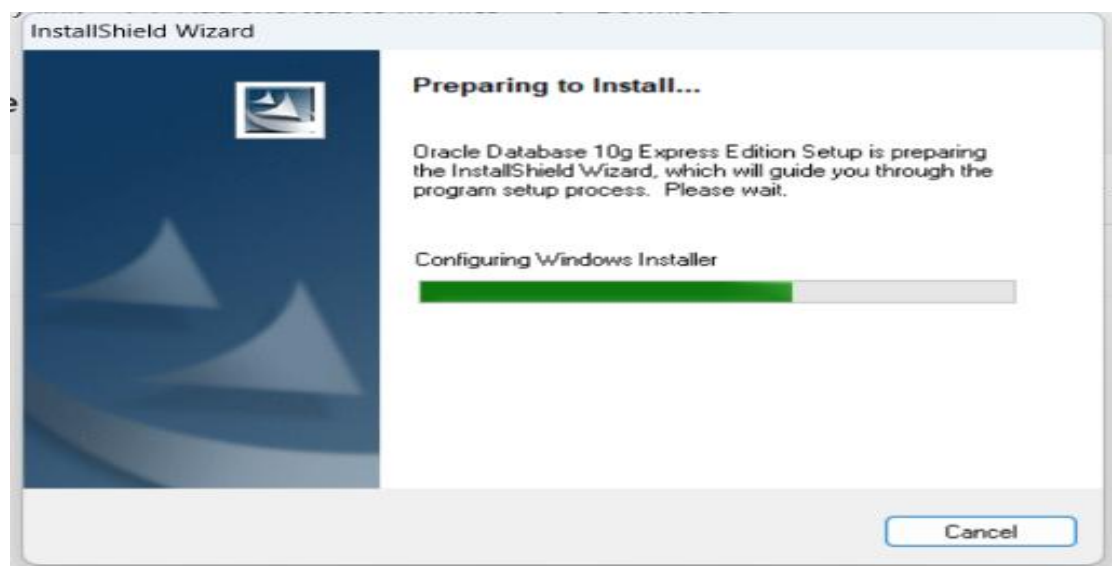 InstallShield Wizard
Preparing to Install...
Oracle Database 10g Express Edition Setup is preparing
the InstallShield Wizard, which will guide you through the
program setup process. Please wait.
Configuring Windows Installer
Cancel